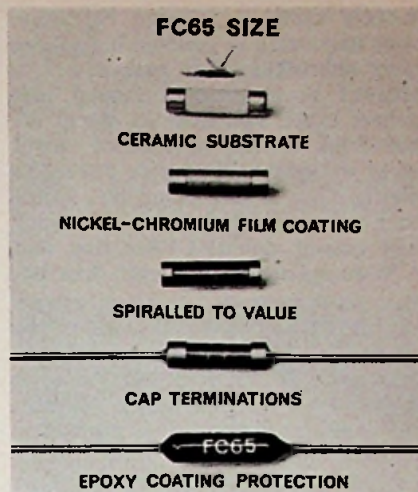 FC65 SIZE
CERAMIC SUBSTRATE
NICKEL-CHROMIUM FILM COATING
SPIRALLED TO VALUE
CAP TERMINATIONS
FC65
EPOXY COATING PROTECTION